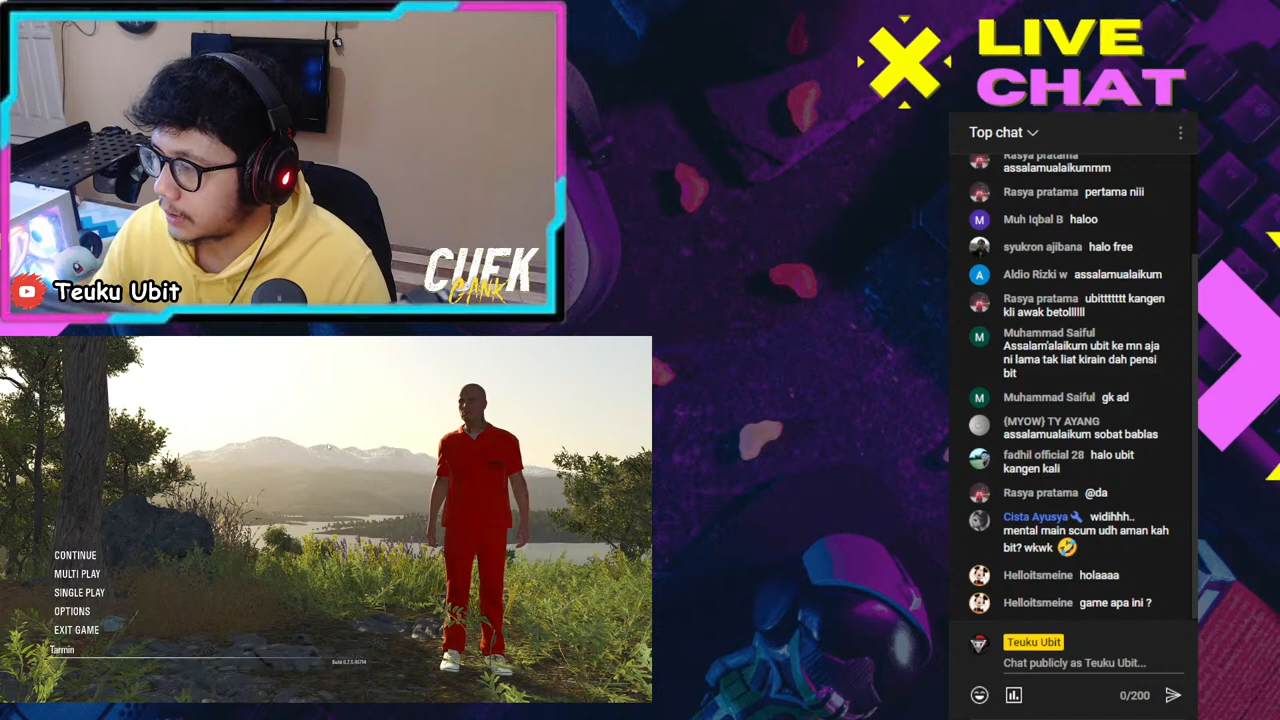 LIVE
CHAT
Top chat
Rasya pratama
assalamualaikummm
Rasya pratama pertama niii
Muh Iqbal B haloo
syukron ajibana halo free
Aldio Rizki w assalamualaikum
Rasya pratama ubittttttt kangen
kli awak betollllll
Muhammad Saiful
Assalam'alaikum ubit ke mn aja
ni lama tak liat kirain dah pensi
bit
Muhammad Saiful gk ad
{MYOW} TY AYANG
assalamualaikum sobat bablas
fadhil official 28 halo ubit
kangen kali
Rasya pratama @da
Cista Ayusya widihhh..
mental main scum udh aman kah
bit? wkwk 🤣
Helloitsmeine holaaaa
Helloitsmeine game apa ini ?
Teuku Ubit
Chat publicly as Teuku Ubit...
0/200
M
A
M
M
CUEK
GANK
Teuku Ubit
CONTINUE
MULTI PLAY
SINGLE PLAY
OPTIONS
EXIT GAME
Tarmin